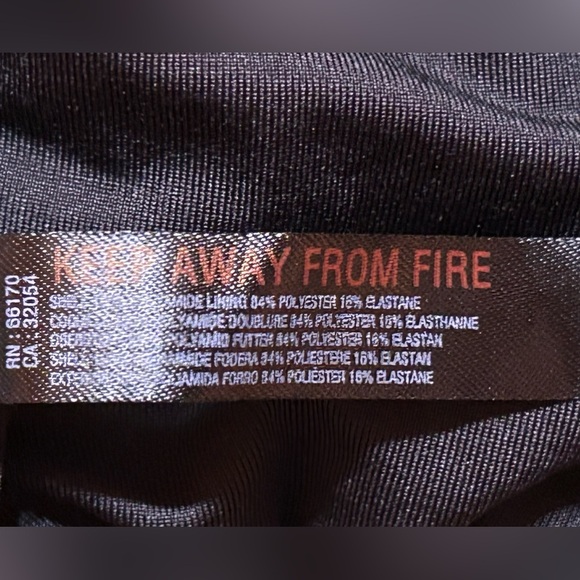 KEEP AWAY FROM FIRE
LINING 84% POLYESTER 16% ELASTANE
DOUBLURE 84% POLYESTER 16% ELASTHANNE
FUTTER 84% POLYESTER 16% ELASTAN
FODERA 84% POLIESTERE 16% ELASTAN
FORRO 84% POLIÉSTER 16% ELASTANE
RN: 66170
CA: 32054